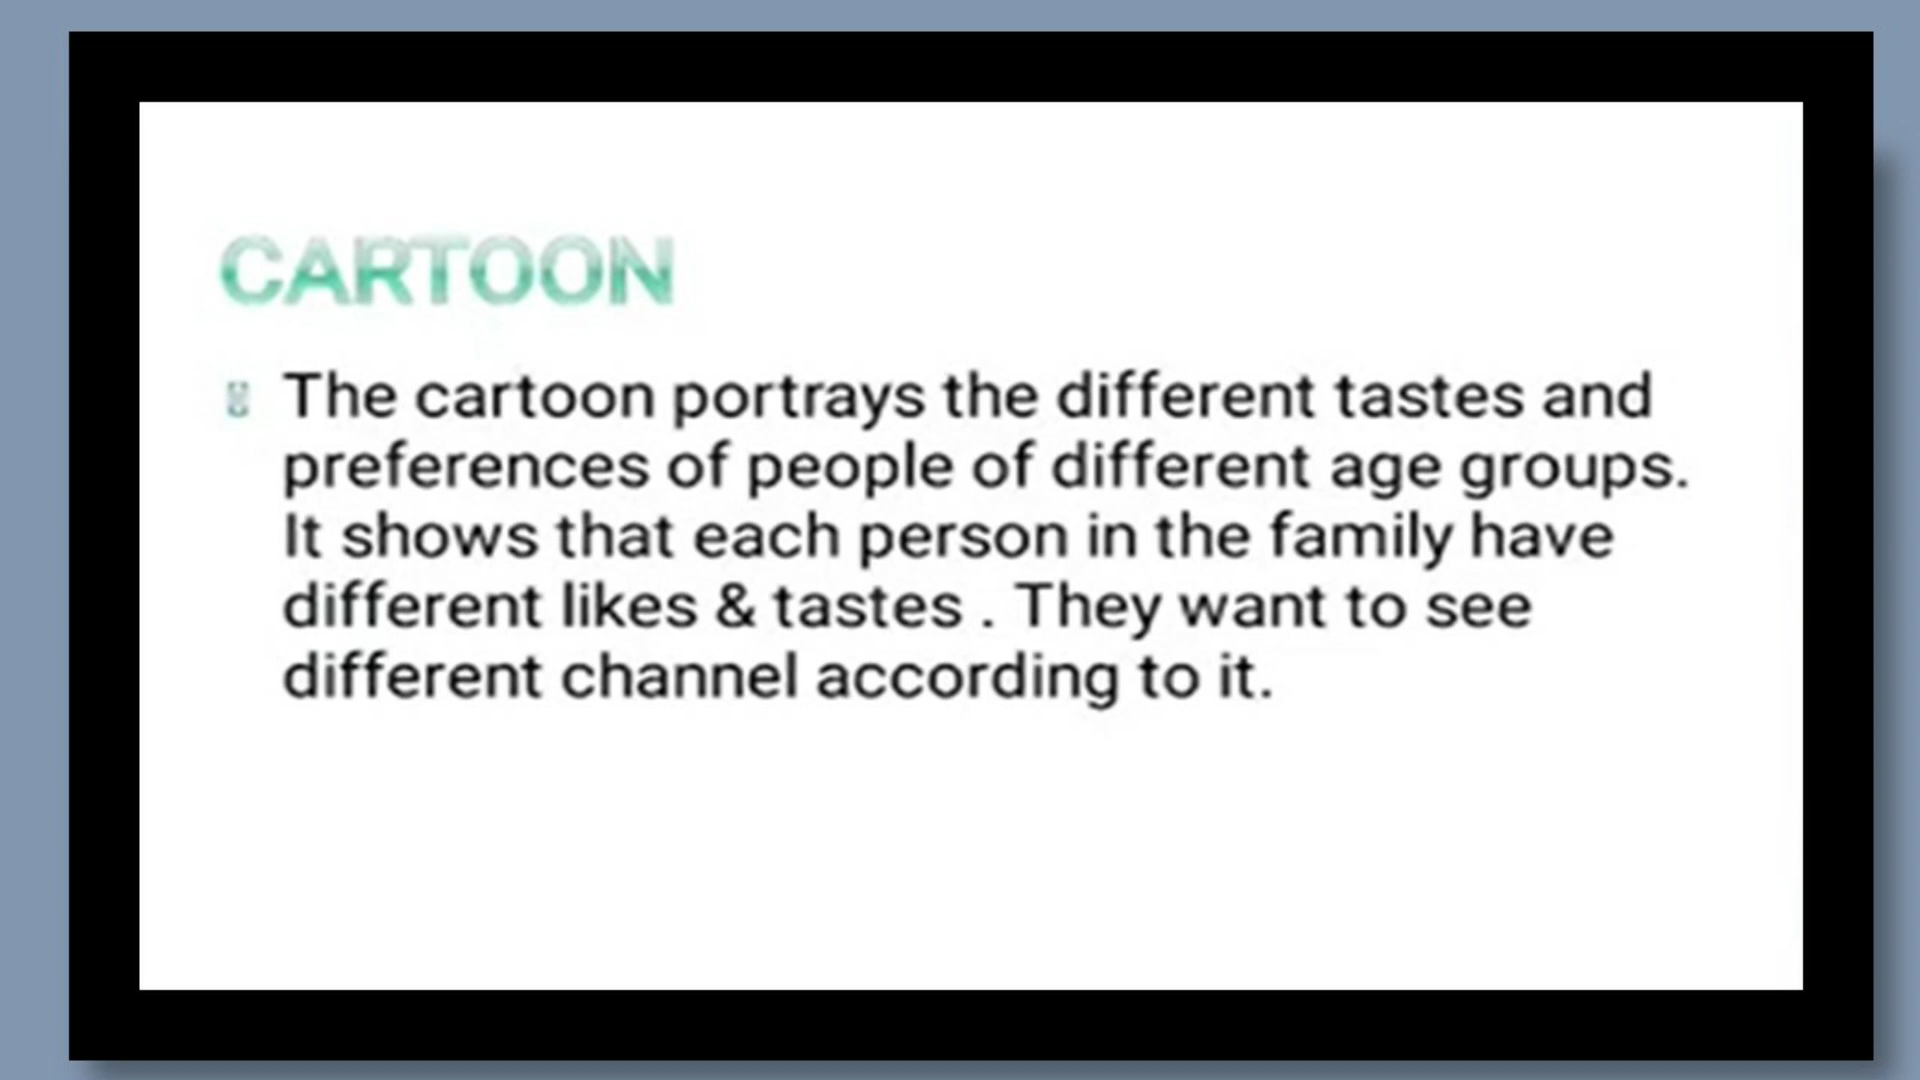 CARTOON
The cartoon portrays the different tastes and
preferences of people of different age groups.
It shows that each person in the family have
different likes & tastes . They want to see
different channel according to it.